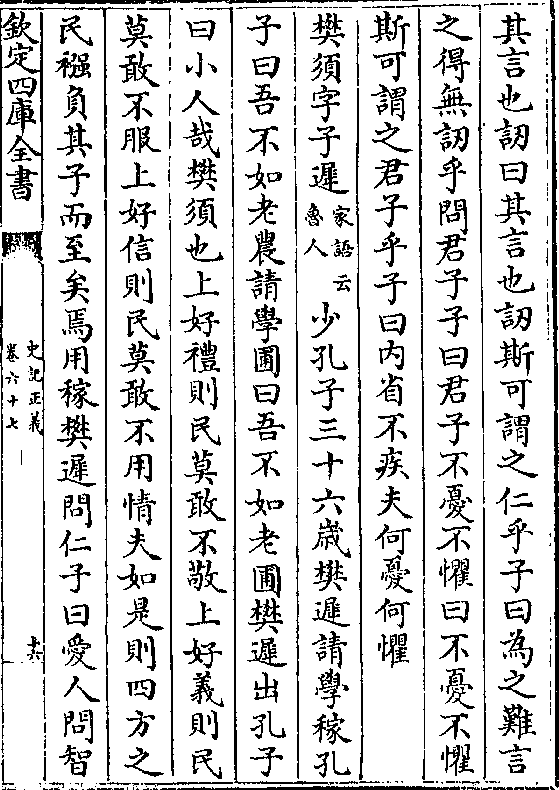 其言也訒曰其言也訒斯可謂之仁乎子曰為之難言
之得無訒乎問君子子曰君子不憂不懼曰不憂不懼
斯可謂之君子乎子曰内省不疾夫何憂何懼
樊須字子遲家語云魯人少孔子三十六歳樊遲請學稼孔
子曰吾不如老農請學圃曰吾不如老圃樊遲出孔子
曰小人哉樊須也上好禮則民莫敢不敬上好義則民
莫敢不服上好信則民莫敢不用情夫如是則四方之
民襁負其子而至矣焉用稼樊遲問仁子曰愛人問智
欽定四庫全書
史記正義
卷六十七
十六